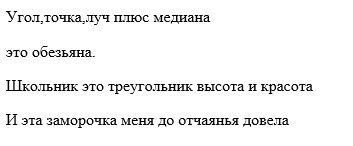 Угол,точка,луч плюс медиана
это обезьяна.
Школьник это треугольник высота и красота
И эта заморочка меня до отчаянья довела